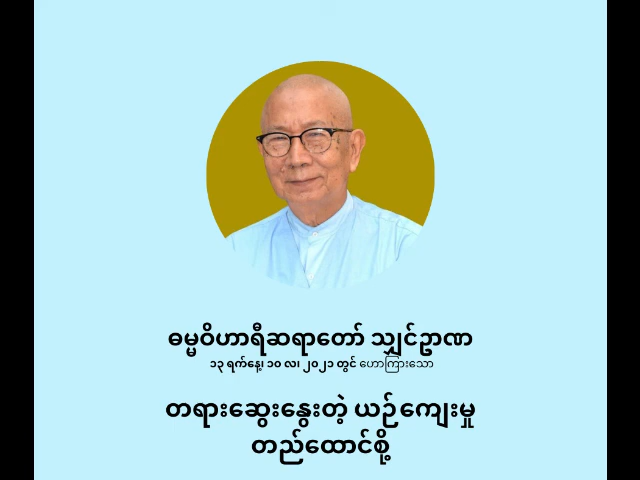 ဓမ္မဝိဟာရီဆရာတော် သျှင်ဥာဏ
၁၃ ရက်နေ့၊ ၁၀ လ၊ ၂၀၂၁ တွင် ဟောကြားသော
တရားဆွေးနွေးတဲ့ ယဉ်ကျေးမှု
တည်ထောင်စို့